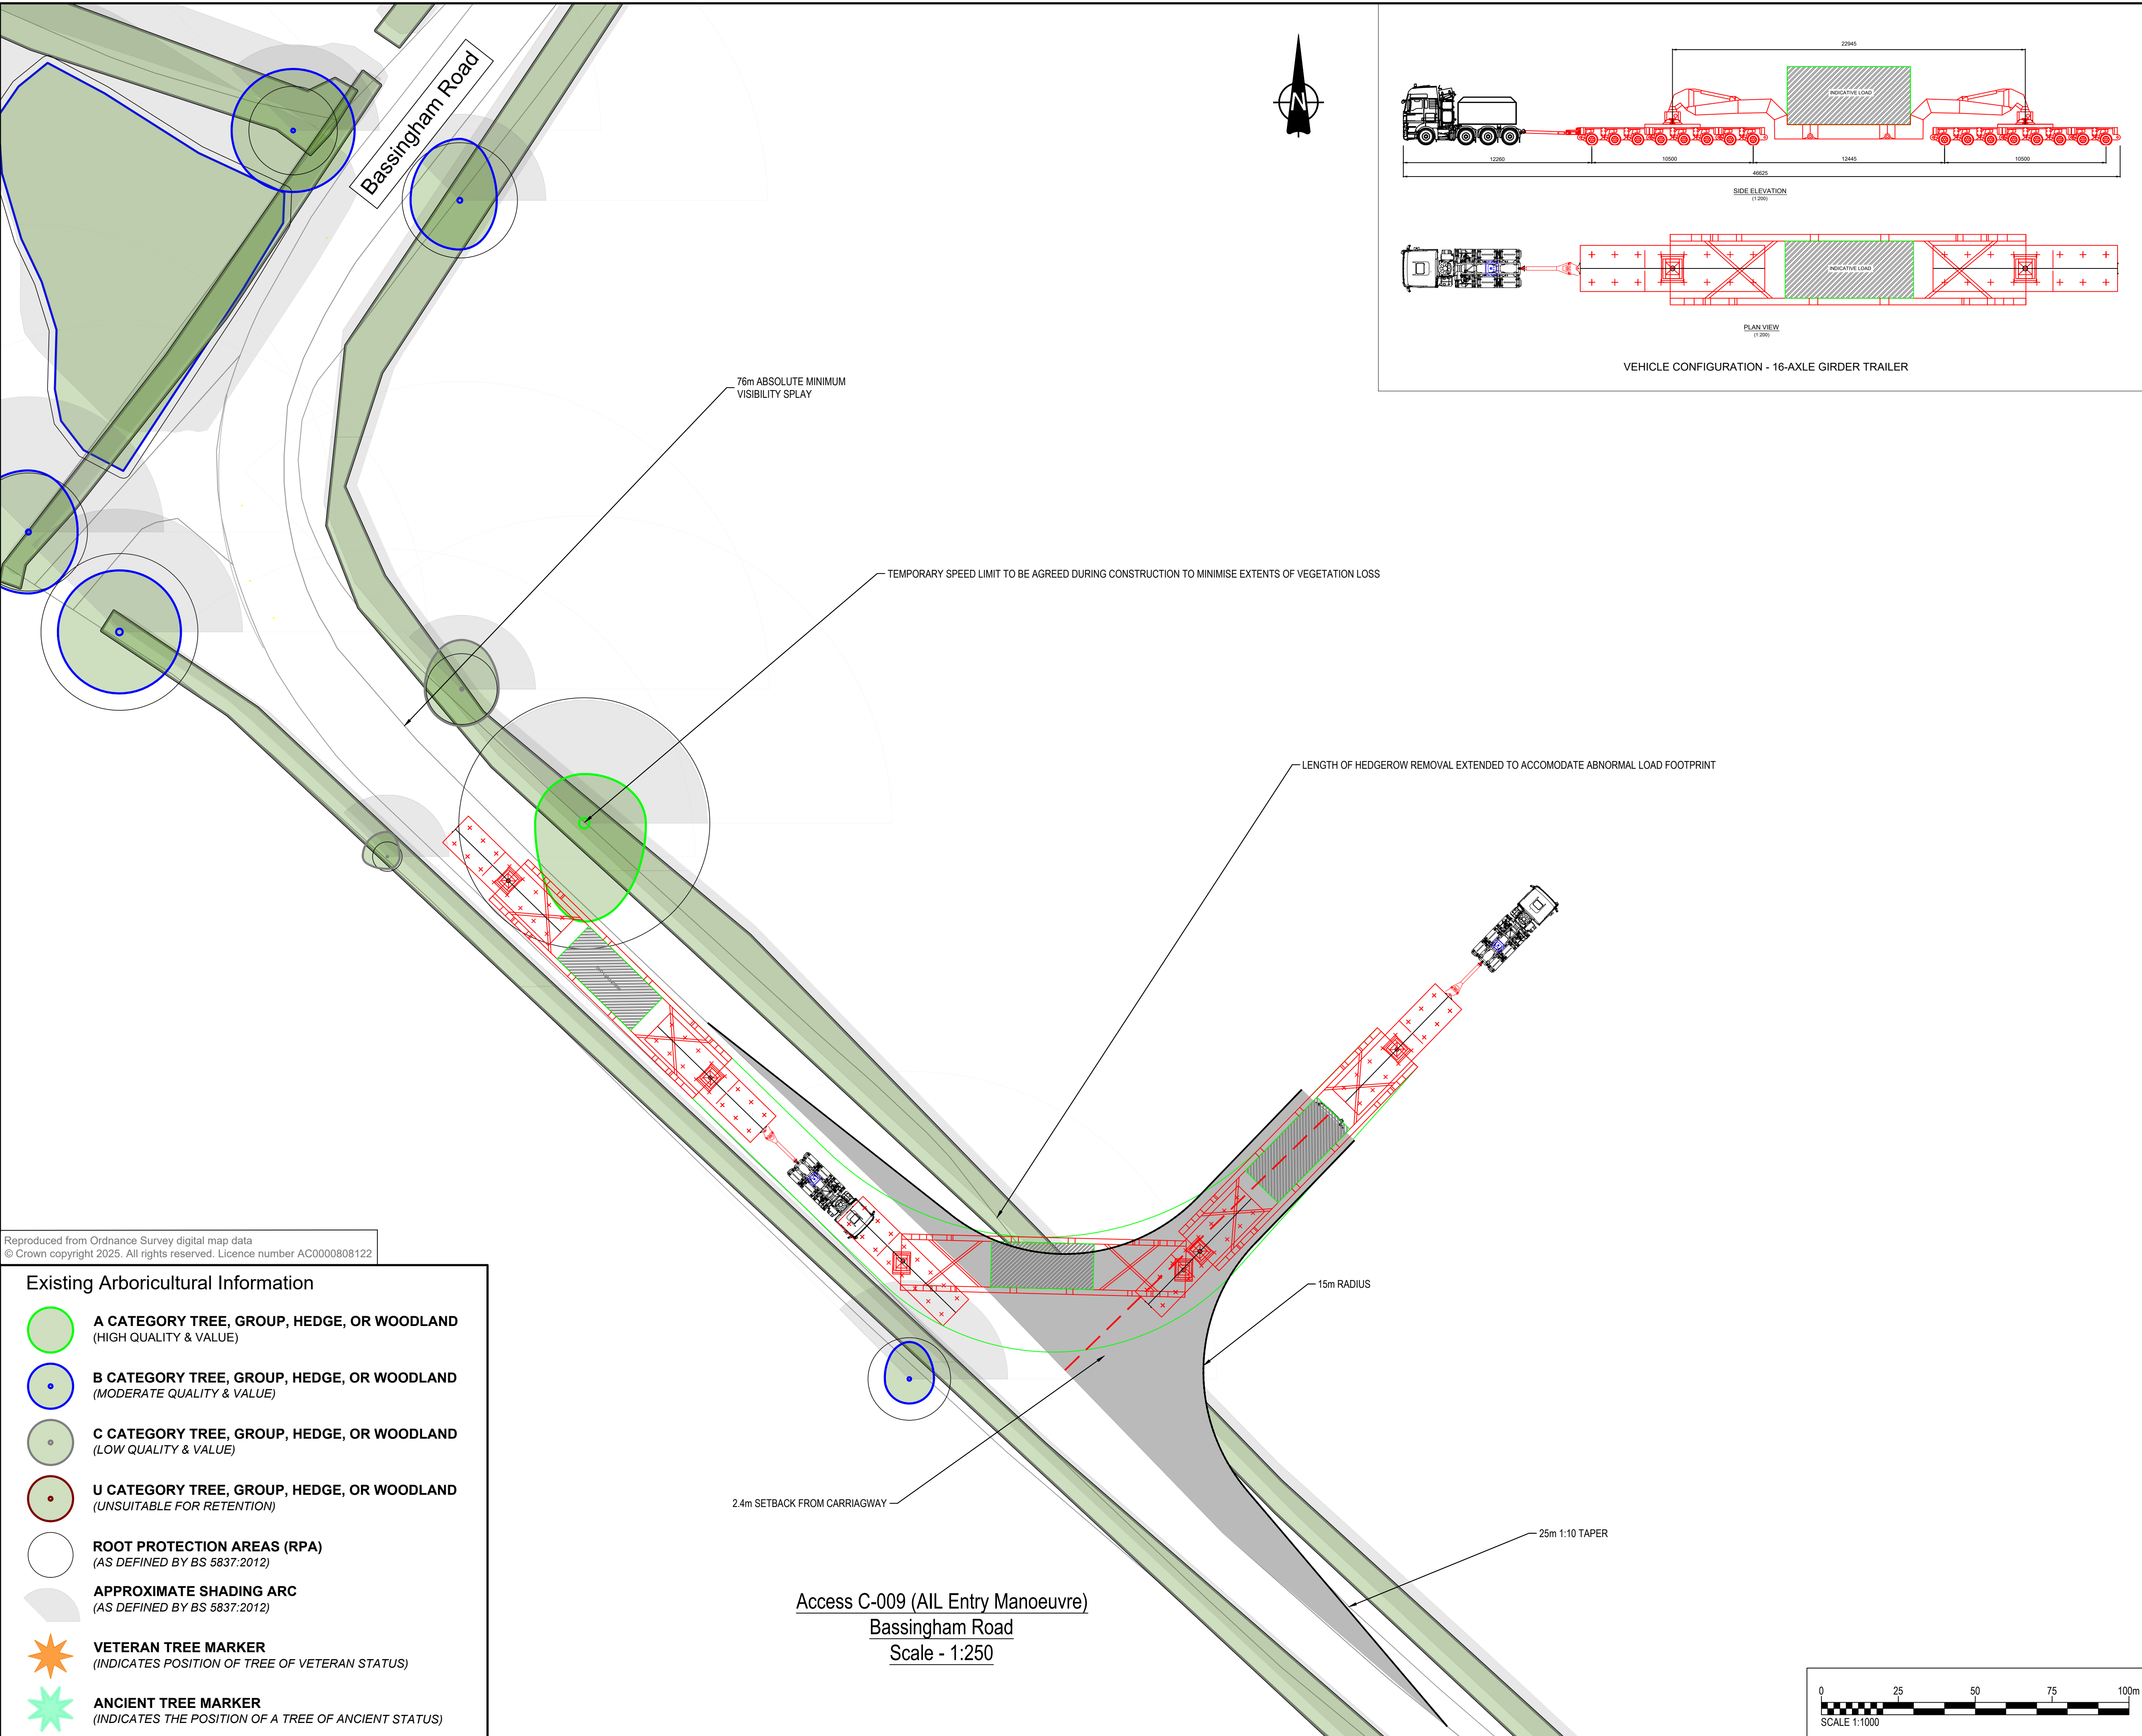 Bassingham Road
N
22945
INDICATIVE LOAD
12260
10500
12445
10500
46625
SIDE ELEVATION
(1:200)
INDICATIVE LOAD
PLAN VIEW
(1:200)
VEHICLE CONFIGURATION - 16-AXLE GIRDER TRAILER
76m ABSOLUTE MINIMUM
VISIBILITY SPLAY
TEMPORARY SPEED LIMIT TO BE AGREED DURING CONSTRUCTION TO MINIMISE EXTENTS OF VEGETATION LOSS
LENGTH OF HEDGEROW REMOVAL EXTENDED TO ACCOMODATE ABNORMAL LOAD FOOTPRINT
15m RADIUS
2.4m SETBACK FROM CARRIAGWAY
25m 1:10 TAPER
Access C-009 (AIL Entry Manoeuvre)
Bassingham Road
Scale - 1:250
Reproduced from Ordnance Survey digital map data
© Crown copyright 2025. All rights reserved. Licence number AC0000808122
Existing Arboricultural Information
A CATEGORY TREE, GROUP, HEDGE, OR WOODLAND
(HIGH QUALITY & VALUE)
B CATEGORY TREE, GROUP, HEDGE, OR WOODLAND
(MODERATE QUALITY & VALUE)
C CATEGORY TREE, GROUP, HEDGE, OR WOODLAND
(LOW QUALITY & VALUE)
U CATEGORY TREE, GROUP, HEDGE, OR WOODLAND
(UNSUITABLE FOR RETENTION)
ROOT PROTECTION AREAS (RPA)
(AS DEFINED BY BS 5837:2012)
APPROXIMATE SHADING ARC
(AS DEFINED BY BS 5837:2012)
VETERAN TREE MARKER
(INDICATES POSITION OF TREE OF VETERAN STATUS)
ANCIENT TREE MARKER
(INDICATES THE POSITION OF A TREE OF ANCIENT STATUS)
0 25 50 75 100m
SCALE 1:1000